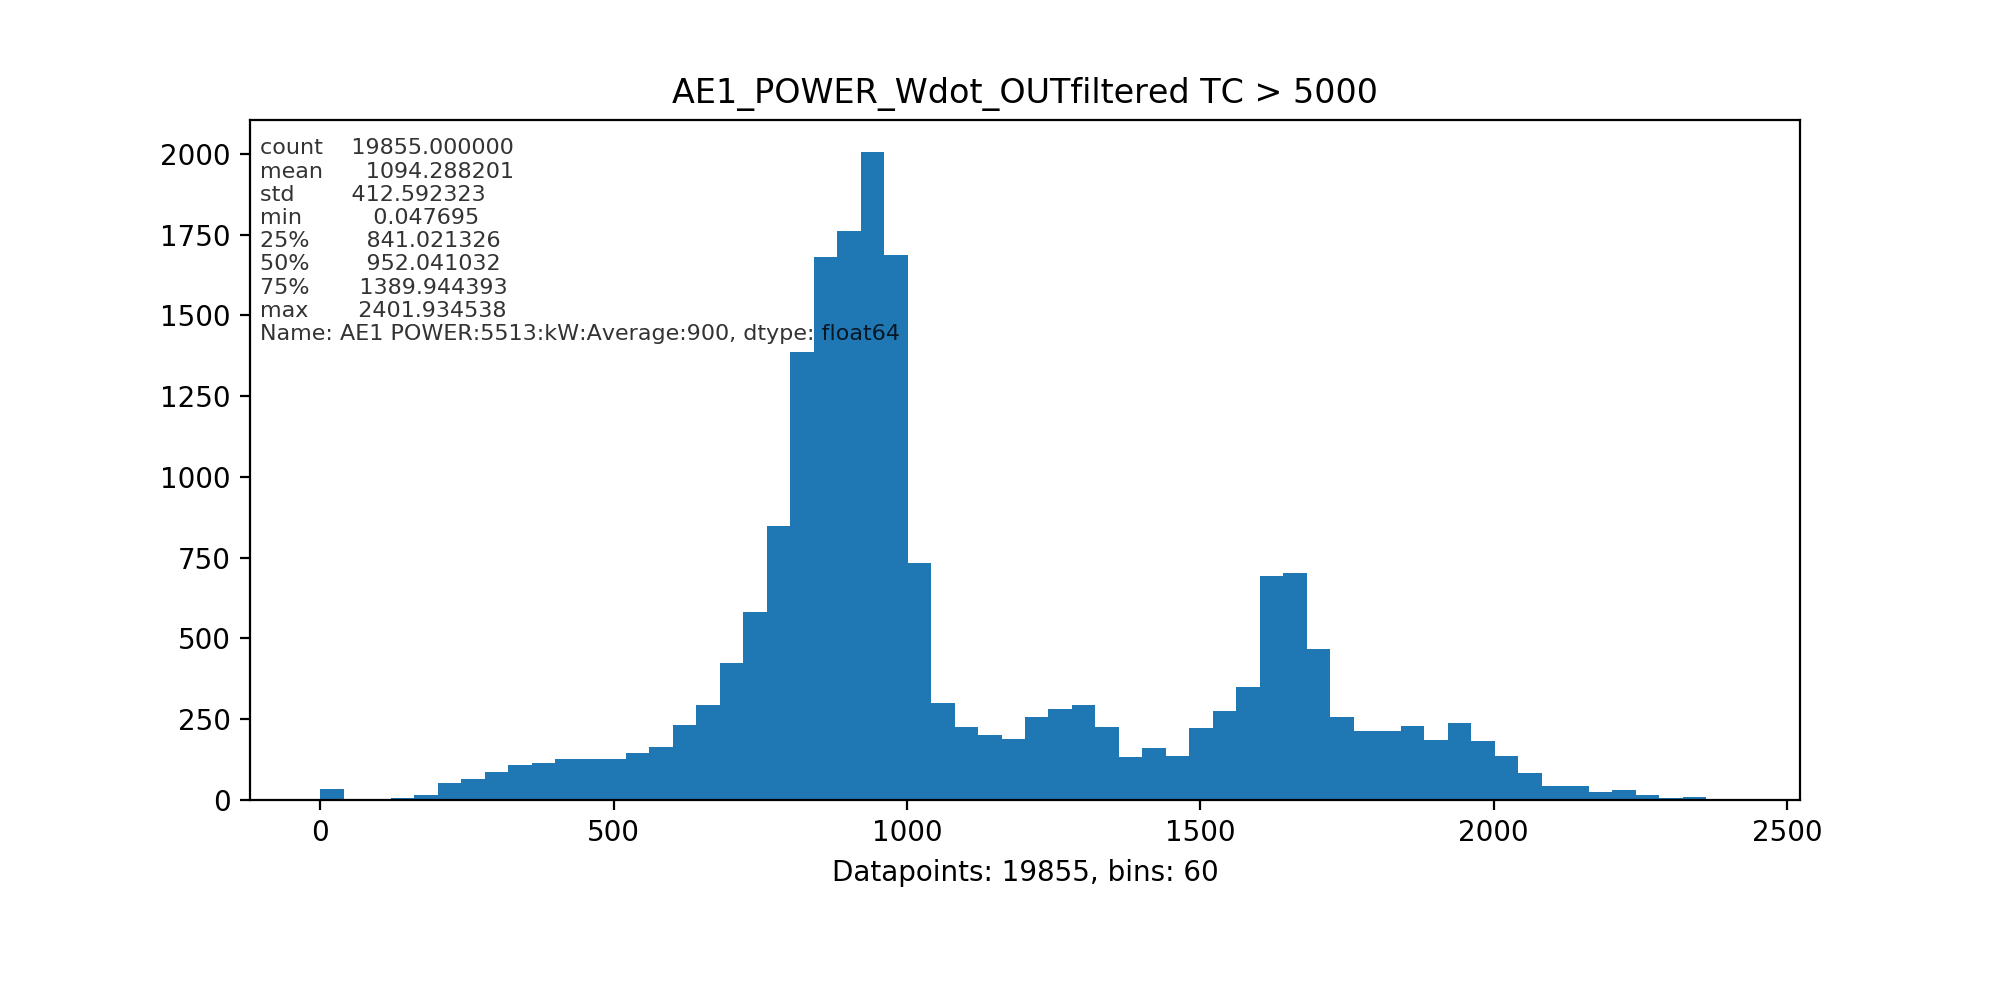 AE1_POWER_Wdot_OUTfiltered TC > 5000
count 19855.000000
mean 1094.288201
std 412.592323
min 0.047695
25% 841.021326
50% 952.041032
75% 1389.944393
max 2401.934538
Name: AE1 POWER:5513:kW:Average:900, dtype: float64
2000
1750
1500
1250
1000
750
500
250
0
0 500 1000 1500 2000 2500
Datapoints: 19855, bins: 60